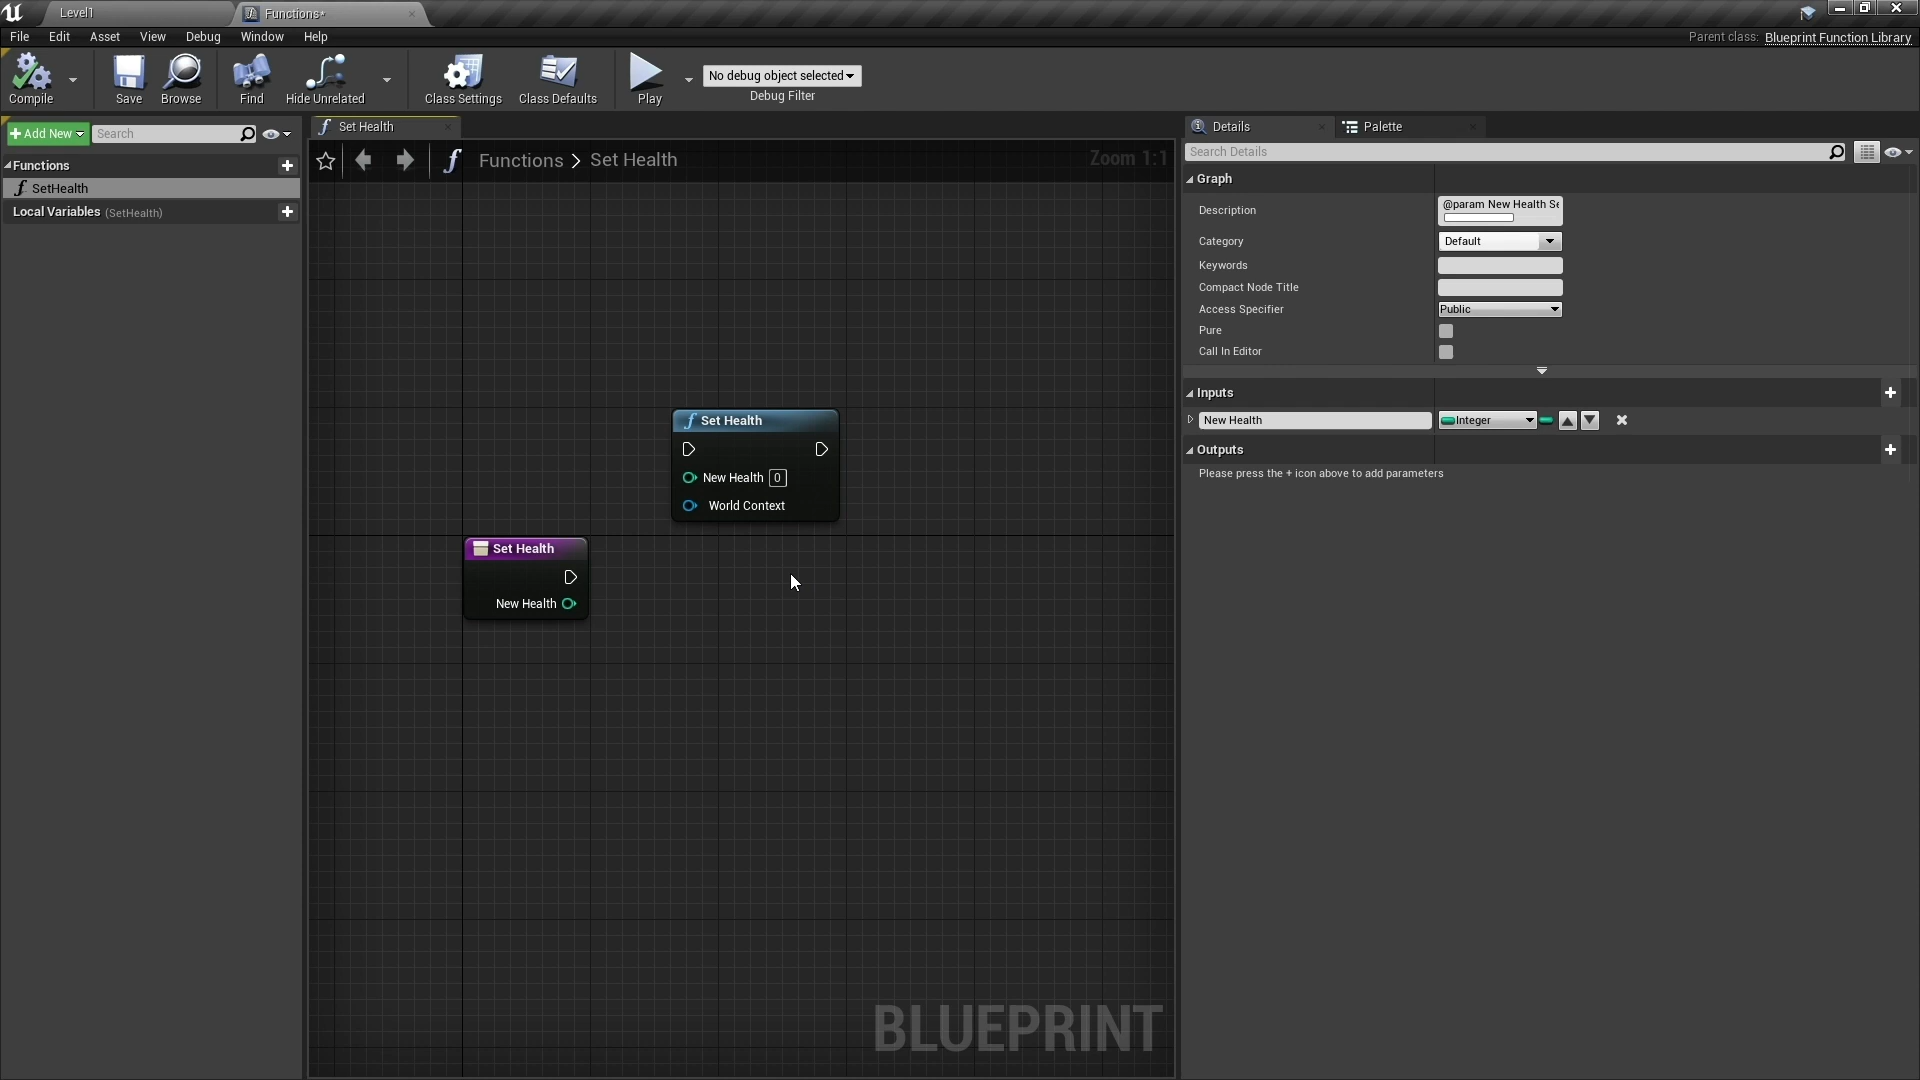 Level1
Functions*
File Edit Asset View Debug Window Help
Parent class: Blueprint Function Library
Compile
Save
Browse
Find
Hide Unrelated
Class Settings
Class Defaults
Play
No debug object selected
Debug Filter
Add New
Search
Functions
SetHealth
Local Variables (SetHealth)
Set Health
Functions > Set Health
Zoom 1:1
Set Health
New Health 0
World Context
Set Health
New Health
BLUEPRINT
Details
Palette
Search Details
Graph
Description @param New Health Se
Category Default
Keywords
Compact Node Title
Access Specifier Public
Pure
Call In Editor
Inputs
New Health Integer
Outputs
Please press the + icon above to add parameters